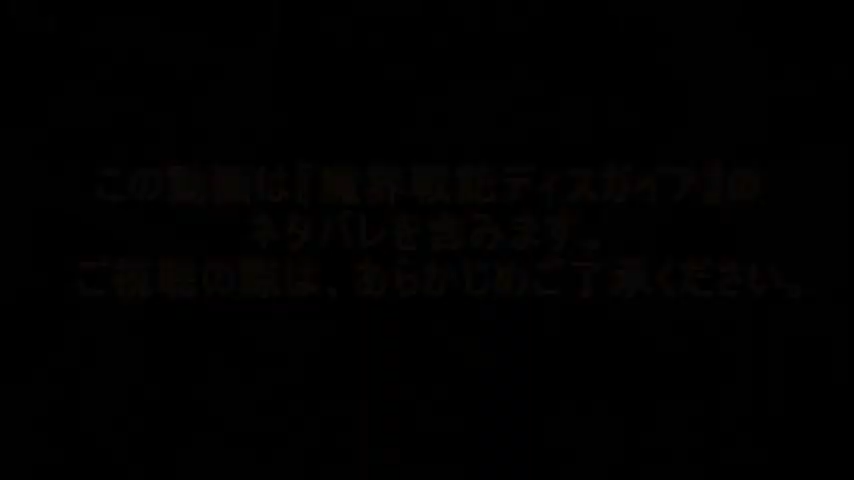 この動画は『魔界戦記ディスガイア』の
ネタバレを含みます。
ご視聴の際は、あらかじめご了承ください。